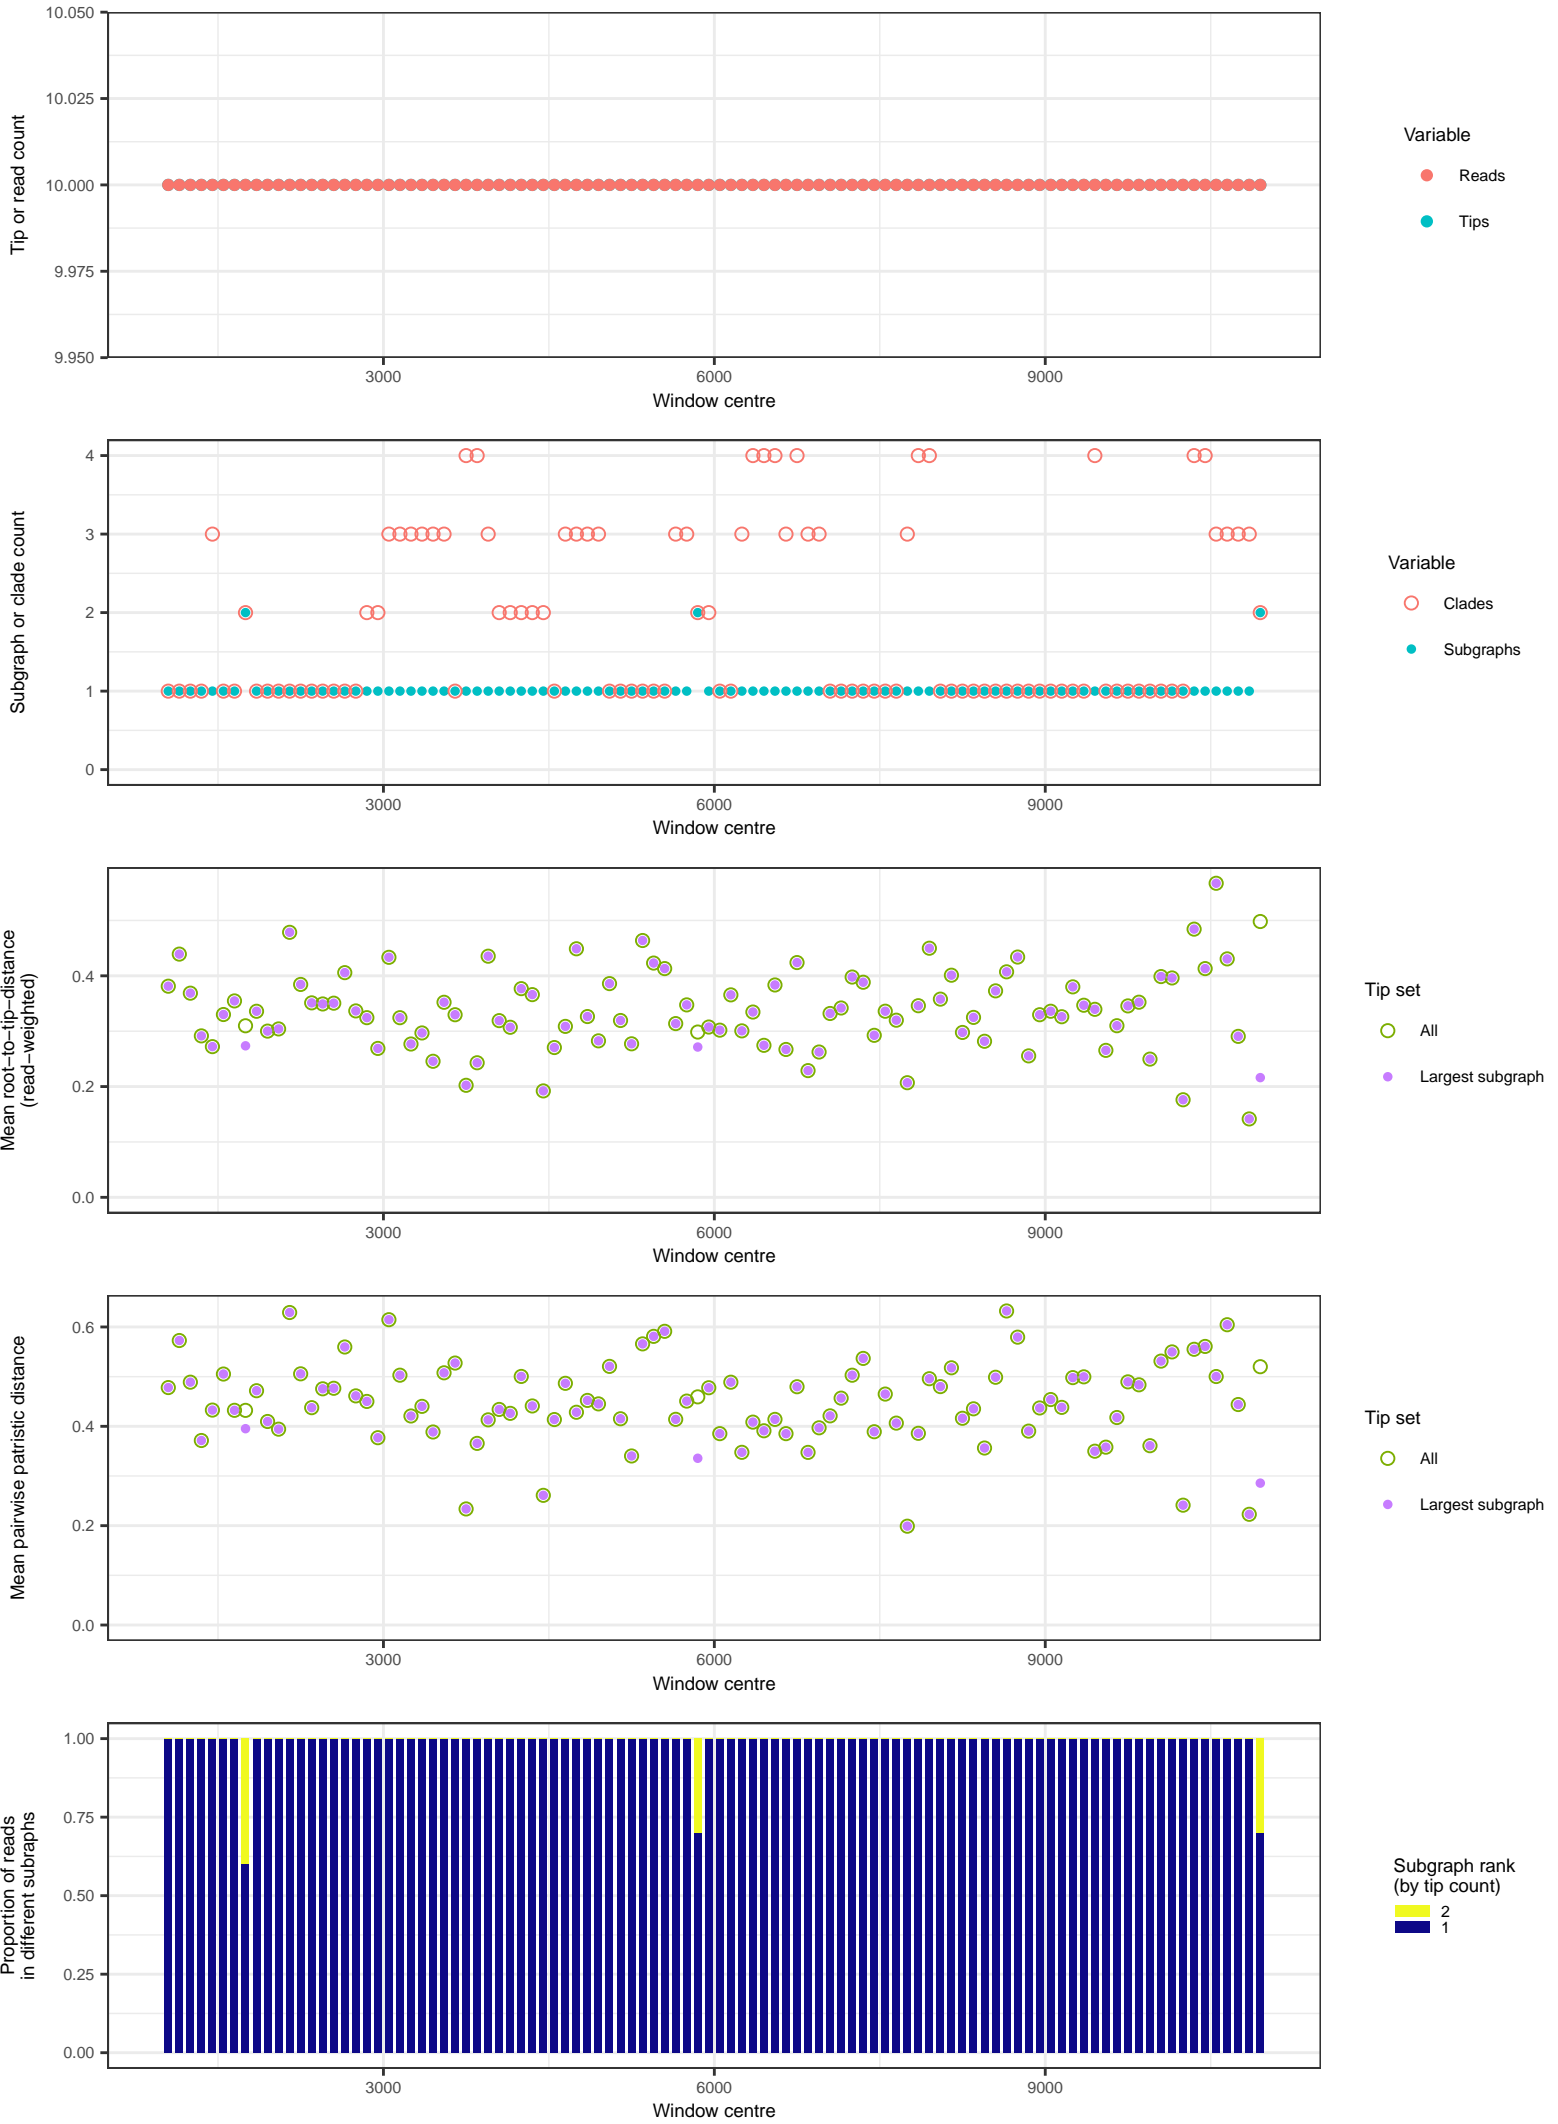 10.050
10.025
10.000
9.975
9.950
Tip or read count
3000 6000 9000
Window centre
Variable
Reads
Tips
4
3
2
1
0
Subgraph or clade count
3000 6000 9000
Window centre
Variable
Clades
Subgraphs
0.4
0.2
0.0
Mean root−to−tip−distance
(read−weighted)
3000 6000 9000
Window centre
Tip set
All
Largest subgraph
0.6
0.4
0.2
0.0
Mean pairwise patristic distance
3000 6000 9000
Window centre
Tip set
All
Largest subgraph
1.00
0.75
0.50
0.25
0.00
Proportion of reads
in different subraphs
3000 6000 9000
Window centre
Subgraph rank
(by tip count)
2
1